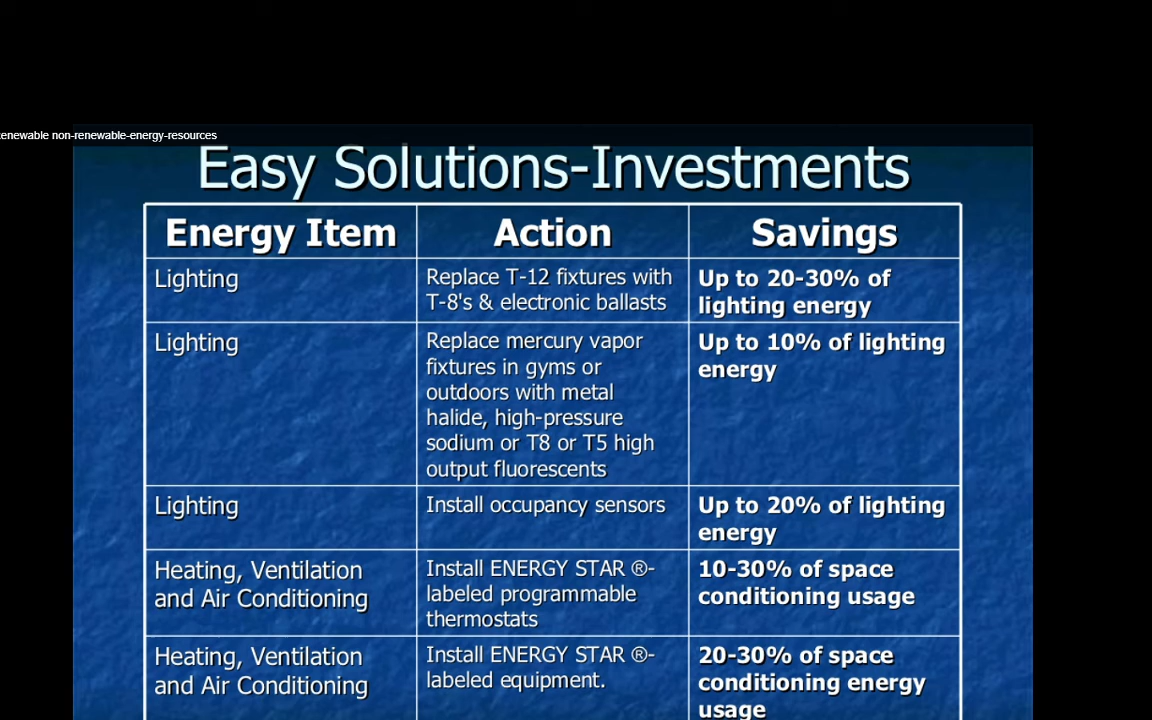 enewable non-renewable-energy-resources
Easy Solutions-Investments
Energy Item
Action
Savings
Lighting
Replace T-12 fixtures with
T-8's & electronic ballasts
Up to 20-30% of
lighting energy
Lighting
Replace mercury vapor
fixtures in gyms or
outdoors with metal
halide, high-pressure
sodium or T8 or T5 high
output fluorescents
Up to 10% of lighting
energy
Lighting
Install occupancy sensors
Up to 20% of lighting
energy
Heating, Ventilation
and Air Conditioning
Install ENERGY STAR ®-
labeled programmable
thermostats
10-30% of space
conditioning usage
Heating, Ventilation
and Air Conditioning
Install ENERGY STAR ®-
labeled equipment.
20-30% of space
conditioning energy
usage